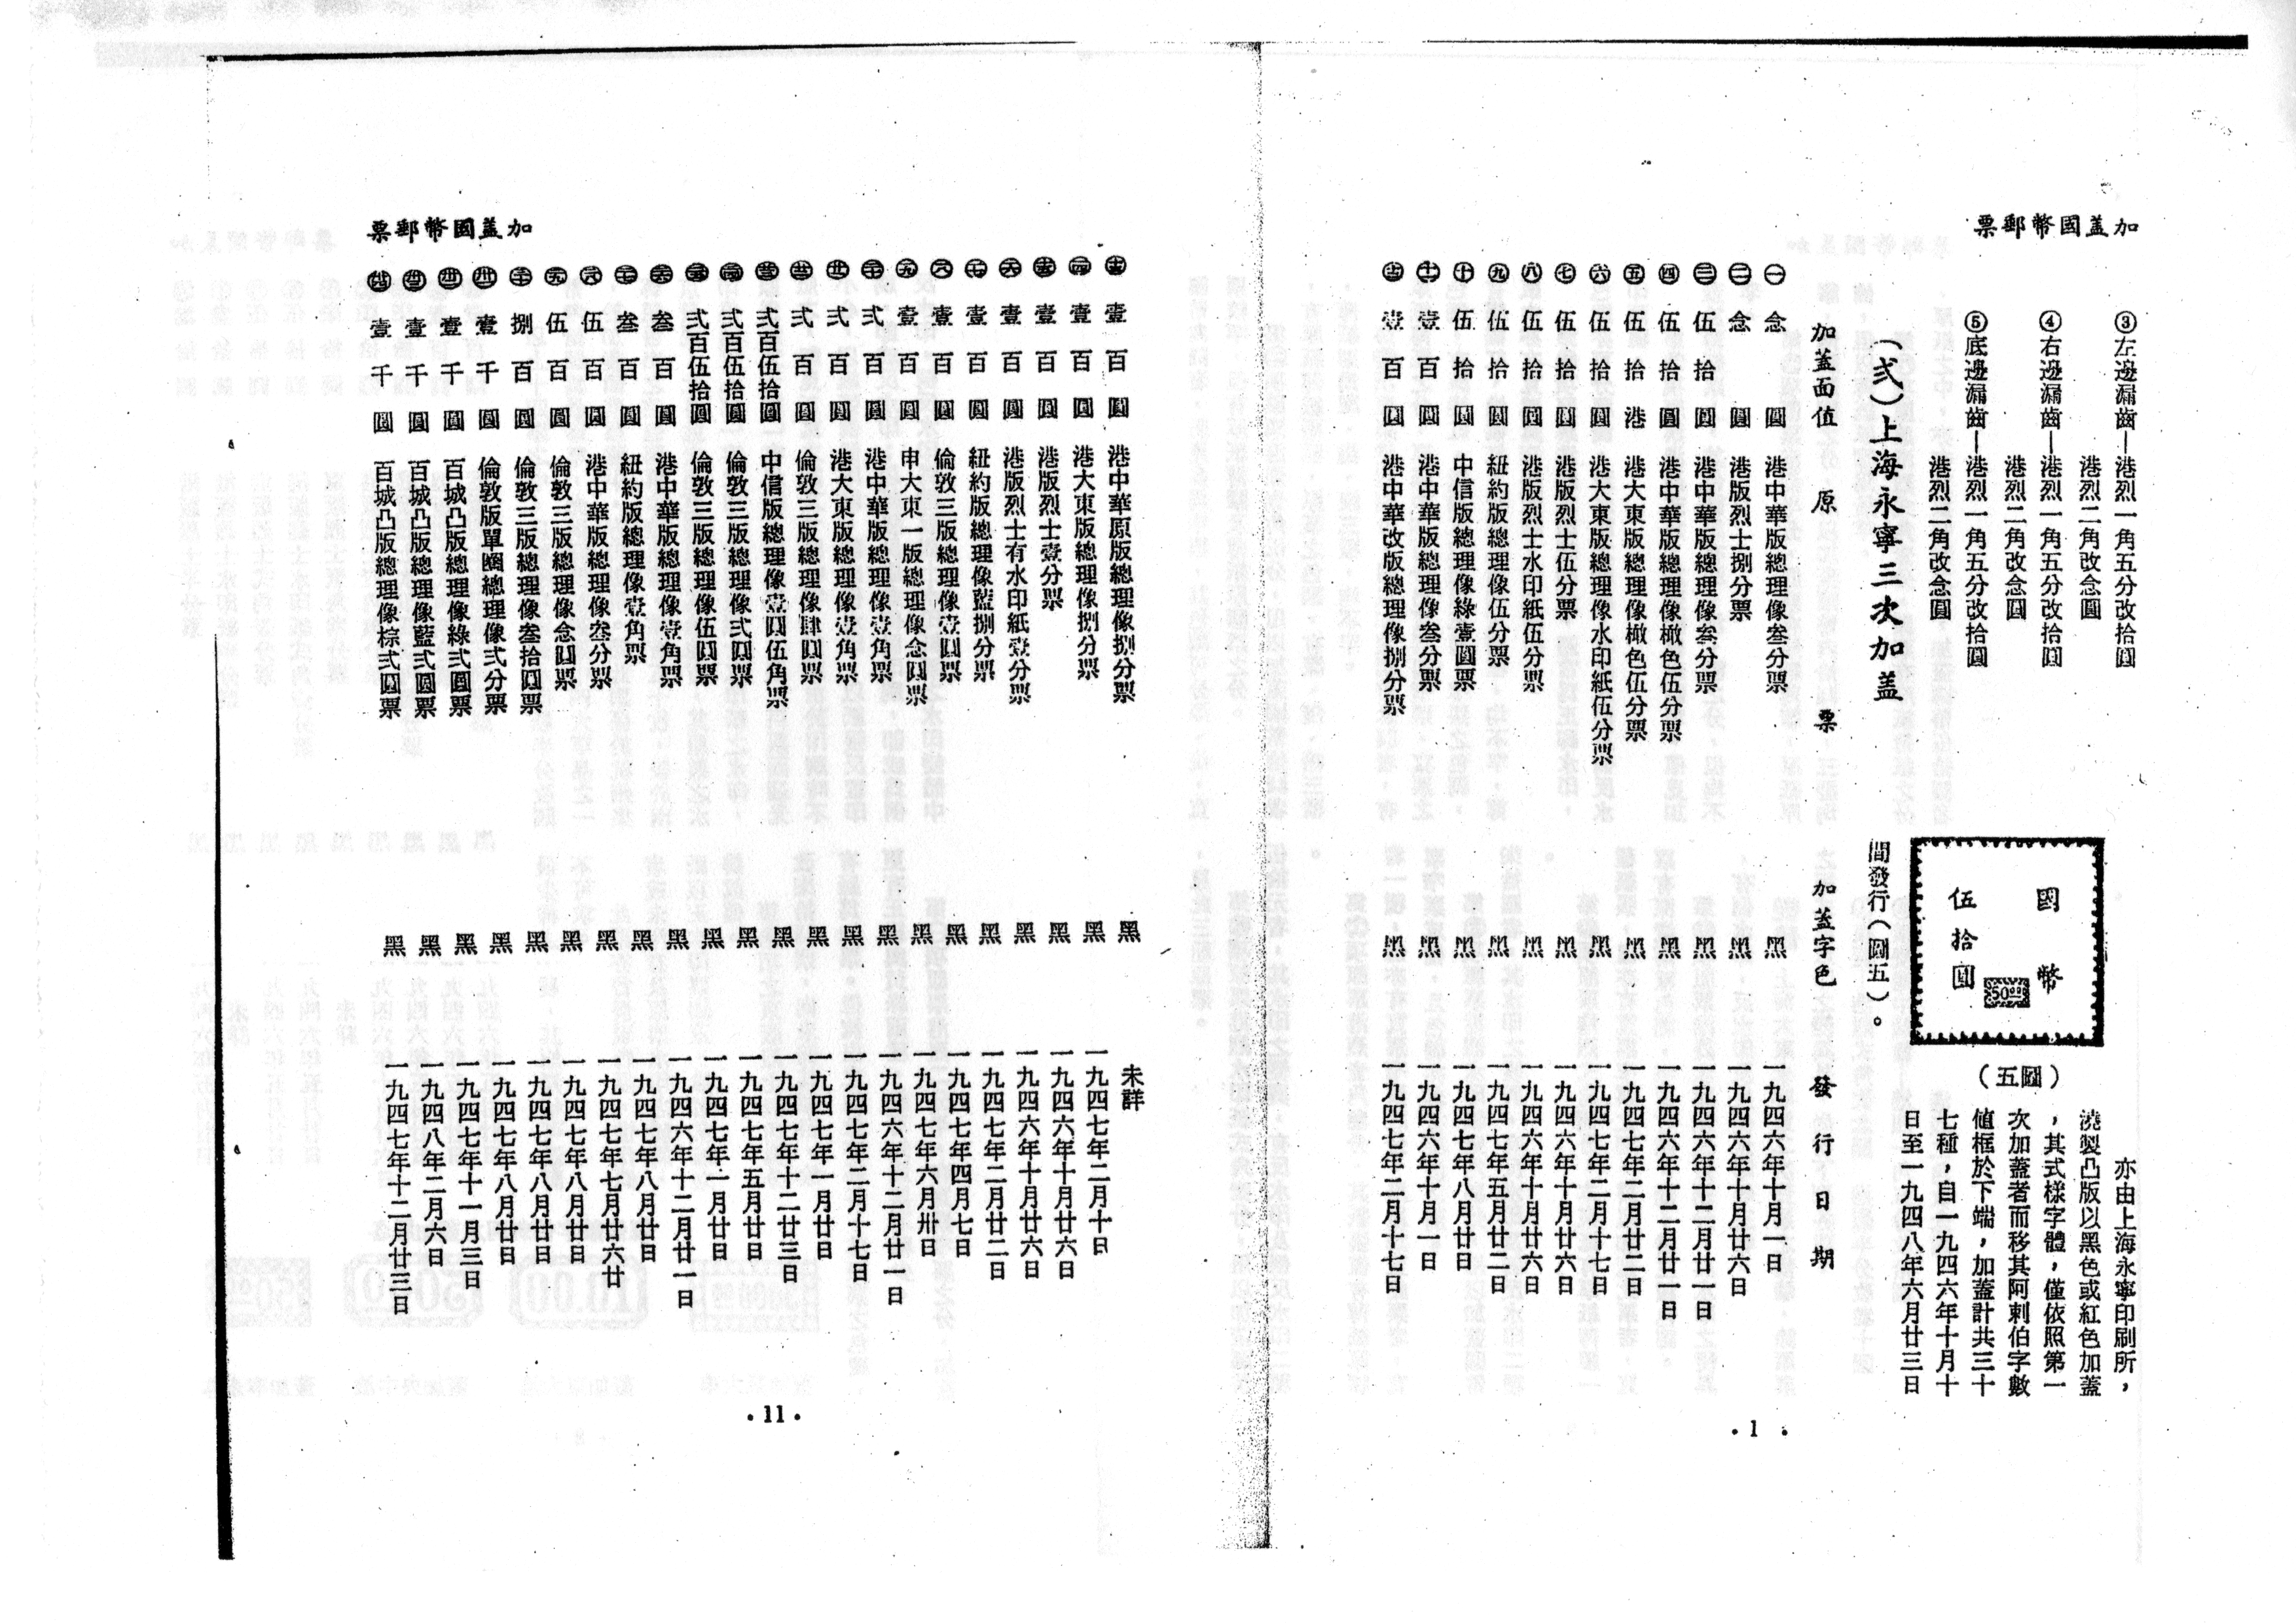 加盖國幣郵票
③左邊漏齒—港烈一角五分改拾圓
港烈二角改念圓
④右邊漏齒—港烈一角五分改拾圓
港烈二角改念圓
⑤底邊漏齒—港烈一角五分改拾圓
港烈二角改念圓
（弍）上海永寧三次加盖
國幣
伍拾圓
50 00
（圖五）
亦由上海永寧印刷所，
澆製凸版以黑色或紅色加蓋
，其式樣字體，僅依照第一
次加蓋者而移其阿剌伯字數
値框於下端，加蓋計共三十
七種，自一九四六年十月十
日至一九四八年六月廿三日
間發行（圖五）。
加蓋面值 原票 加蓋字色 發行日期
㊀ 念圓 港中華版總理像叁分票 黑 一九四六年十月一日
㊁ 念圓 港版烈士捌分票 黑 一九四六年十月廿六日
㊂ 伍拾圓 港中華版總理像叁分票 黑 一九四六年十二月廿一日
㊃ 伍拾圓 港中華版總理像橄色伍分票 黑 一九四六年十二月廿一日
㊄ 伍拾港 港大東版總理像橄色伍分票 黑 一九四七年二月廿二日
㊅ 伍拾圓 港大東版總理像水印紙伍分票 黑 一九四七年二月十七日
㊆ 伍拾圓 港版烈士伍分票 黑 一九四六年十月廿六日
㊇ 伍拾圓 港版烈士水印紙伍分票 黑 一九四六年十月廿六日
㊈ 伍拾圓 紐約版總理像伍分票 黑 一九四七年五月廿二日
㊉ 伍拾圓 中信版總理像綠壹圓票 黑 一九四七年八月廿日
壹百圓 港中華版總理像叁分票 黑 一九四六年十月一日
壹百圓 港中華改版總理像捌分票 黑 一九四七年二月十七日
·1 ·
加盖國幣郵票
壹百圓 港中華原版總理像捌分票 黑 未詳
壹百圓 港大東版總理像捌分票 黑 一九四七年二月十日
壹百圓 港版烈士壹分票 黑 一九四六年十月廿六日
壹百圓 港版烈士有水印紙壹分票 黑 一九四六年十月廿六日
壹百圓 紐約版總理像藍捌分票 黑 一九四七年二月廿二日
壹百圓 倫敦三版總理像壹圓票 黑 一九四七年四月七日
壹百圓 申大東一版總理像念圓票 黑 一九四七年六月卅日
弍百圓 港中華版總理像壹角票 黑 一九四六年十二月廿一日
弍百圓 港大東版總理像壹角票 黑 一九四七年二月十七日
弍百圓 倫敦三版總理像肆圓票 黑 一九四七年一月廿日
弍百伍拾圓 中信版總理像壹圓伍角票 黑 一九四七年十二廿三日
弍百伍拾圓 倫敦三版總理像弍圓票 黑 一九四七年五月廿日
弍百伍拾圓 倫敦三版總理像伍圓票 黑 一九四七年一月廿日
叁百圓 港中華版總理像壹角票 黑 一九四六年十二月廿一日
叁百圓 紐約版總理像壹角票 黑 一九四七年八月廿日
伍百圓 港中華版總理像叁分票 黑 一九四七年七月廿六廿
伍百圓 倫敦三版總理像念圓票 黑 一九四七年八月廿日
捌百圓 倫敦三版總理像叁拾圓票 黑 一九四七年八月廿日
壹千圓 倫敦版單圈總理像弍分票 黑 一九四七年八月廿日
壹千圓 百城凸版總理像綠弍圓票 黑 一九四七年十一月三日
壹千圓 百城凸版總理像藍弍圓票 黑 一九四八年二月六日
壹千圓 百城凸版總理像棕弍圓票 黑 一九四七年十二月廿三日
·11·